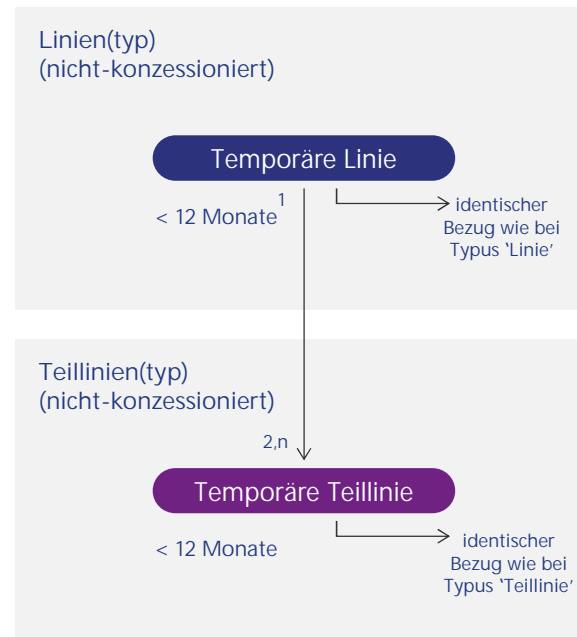 Linien(typ)
(nicht-konzessioniert)
Temporäre Linie
1
< 12 Monate
identischer
Bezug wie bei
Typus ‘Linie’
Teillinien(typ)
(nicht-konzessioniert)
2,n
Temporäre Teillinie
< 12 Monate
identischer
Bezug wie bei
Typus ‘Teillinie’